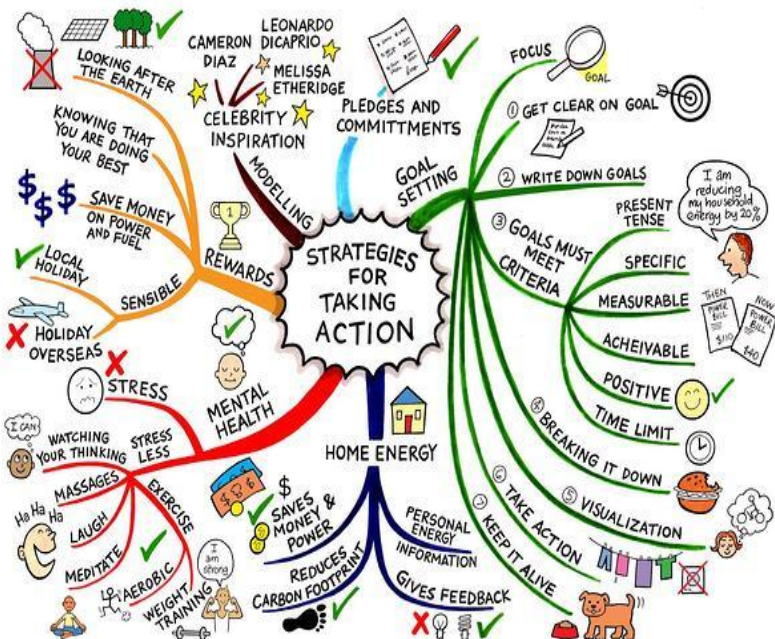 STRATEGIES
FOR
TAKING
ACTION
PLEDGES AND
COMMITTMENTS
GOAL
SETTING
FOCUS
GOAL
① GET CLEAR ON GOAL
② WRITE DOWN GOALS
③ GOALS MUST
MEET
CRITERIA
PRESENT
TENSE
I am
reducing
my household
energy by 20%
SPECIFIC
MEASURABLE
THEN
POWER
BILL
$110
NOW
POWER
BILL
$40
ACHEIVABLE
POSITIVE
TIME LIMIT
④ BREAKING IT DOWN
⑤ VISUALIZATION
⑥ TAKE ACTION
⑦ KEEP IT ALIVE
HOME ENERGY
PERSONAL
ENERGY
INFORMATION
GIVES FEEDBACK
$
SAVES
MONEY &
POWER
REDUCES
CARBON FOOTPRINT
MENTAL
HEALTH
STRESS
STRESS
LESS
I CAN
WATCHING
YOUR THINKING
MASSAGES
Ha Ha Ha
LAUGH
MEDITATE
EXERCISE
AEROBIC
WEIGHT
TRAINING
I am
strong
REWARDS
1
LOOKING AFTER
THE EARTH
KNOWING THAT
YOU ARE DOING
YOUR BEST
$ $ $
SAVE MONEY
ON POWER
AND FUEL
SENSIBLE
LOCAL
HOLIDAY
HOLIDAY
OVERSEAS
MODELLING
CELEBRITY
INSPIRATION
CAMERON
DIAZ
LEONARDO
DICAPRIO
MELISSA
ETHERIDGE